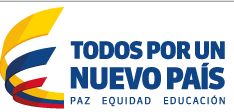 TODOS POR UN
NUEVO PAÍS
PAZ EQUIDAD EDUCACIÓN